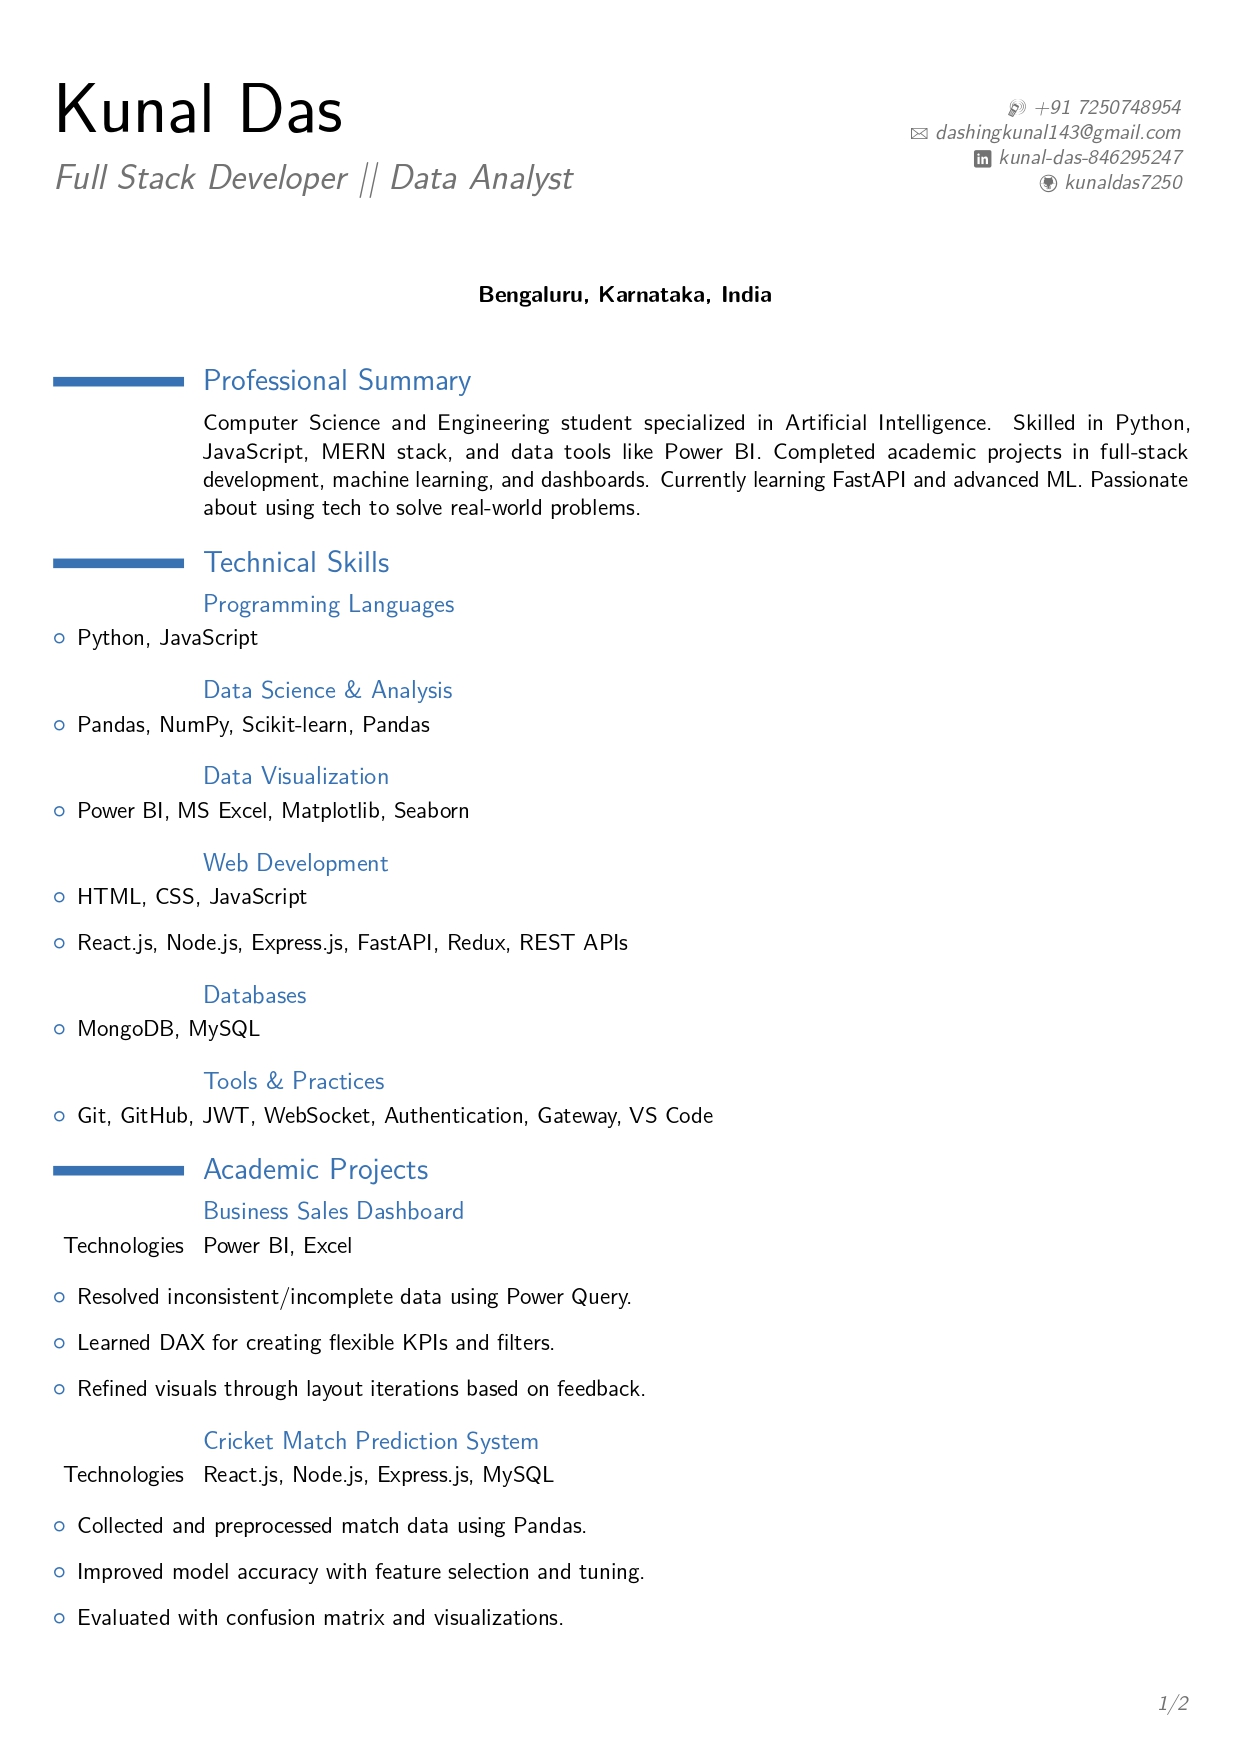 Kunal Das
Full Stack Developer || Data Analyst
+91 7250748954
dashingkunal143@gmail.com
kunal-das-846295247
kunaldas7250
Bengaluru, Karnataka, India
Professional Summary
Computer Science and Engineering student specialized in Artificial Intelligence. Skilled in Python,
JavaScript, MERN stack, and data tools like Power BI. Completed academic projects in full-stack
development, machine learning, and dashboards. Currently learning FastAPI and advanced ML. Passionate
about using tech to solve real-world problems.
Technical Skills
Programming Languages
Python, JavaScript
Data Science & Analysis
Pandas, NumPy, Scikit-learn, Pandas
Data Visualization
Power BI, MS Excel, Matplotlib, Seaborn
Web Development
HTML, CSS, JavaScript
React.js, Node.js, Express.js, FastAPI, Redux, REST APIs
Databases
MongoDB, MySQL
Tools & Practices
Git, GitHub, JWT, WebSocket, Authentication, Gateway, VS Code
Academic Projects
Business Sales Dashboard
Technologies Power BI, Excel
Resolved inconsistent/incomplete data using Power Query.
Learned DAX for creating flexible KPIs and filters.
Refined visuals through layout iterations based on feedback.
Cricket Match Prediction System
Technologies React.js, Node.js, Express.js, MySQL
Collected and preprocessed match data using Pandas.
Improved model accuracy with feature selection and tuning.
Evaluated with confusion matrix and visualizations.
1/2